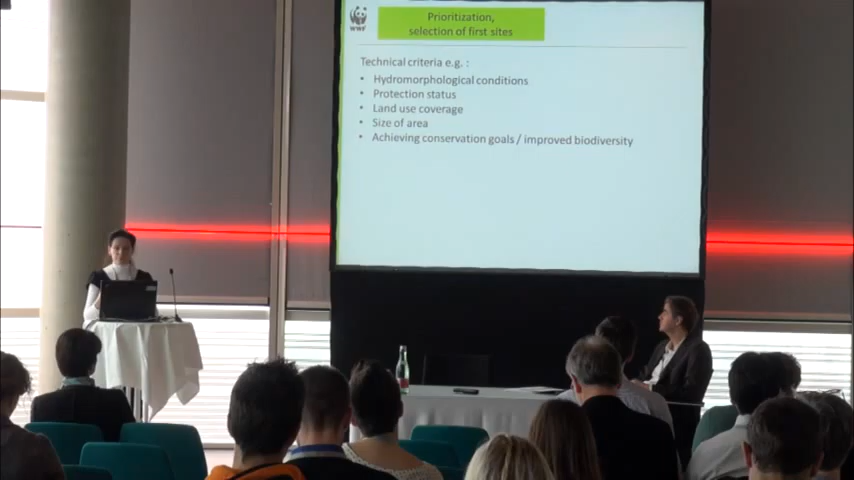 WWF
Prioritization,
selection of first sites
Technical criteria e.g. :
• Hydromorphological conditions
• Protection status
• Land use coverage
• Size of area
• Achieving conservation goals / improved biodiversity